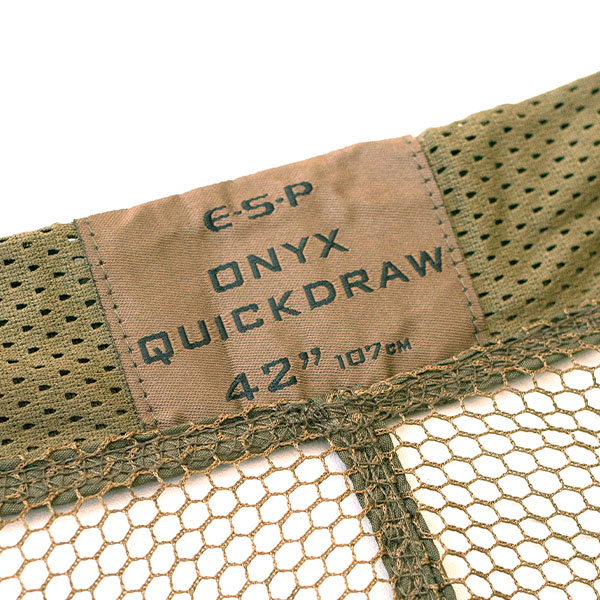 E-S-P
ONYX
QUICKDRAW
42" 107CM